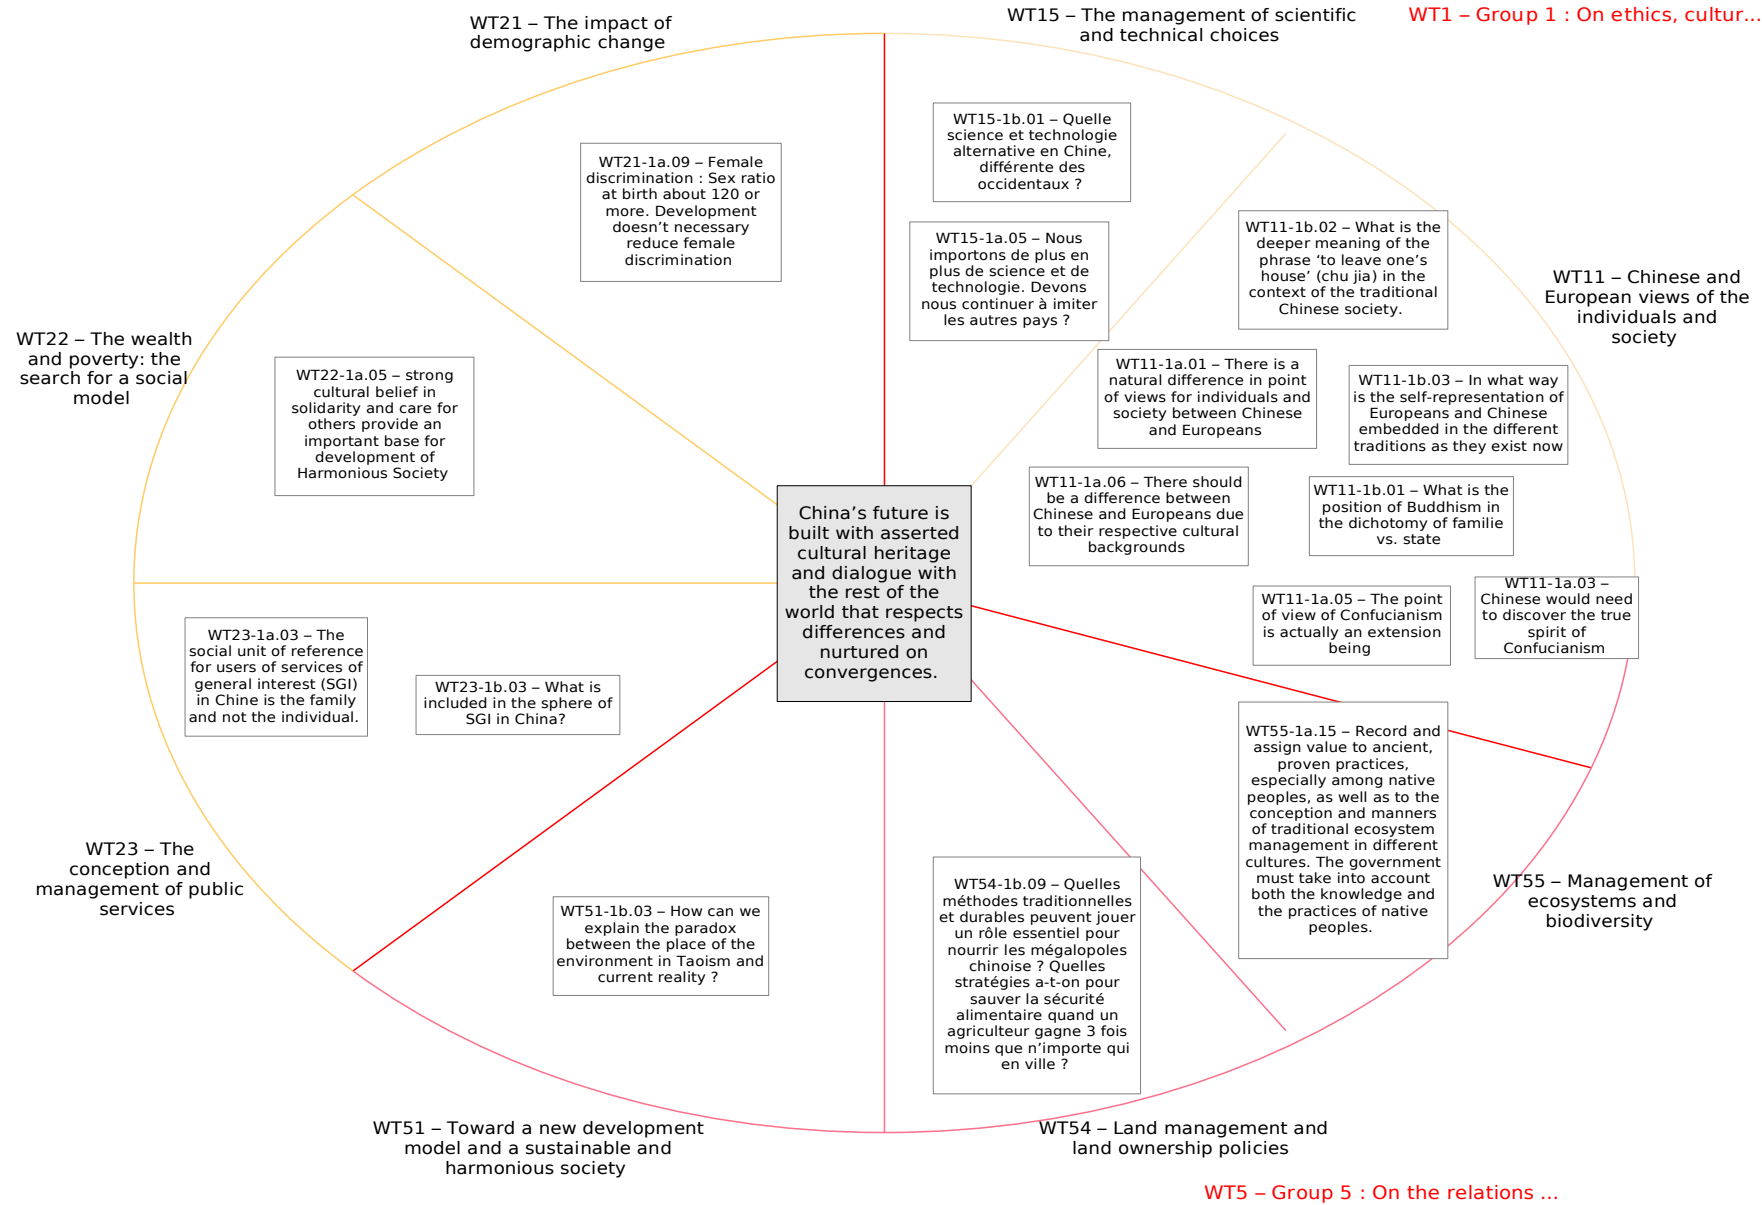 WT21 – The impact of
demographic change
WT15 – The management of scientific
and technical choices
WT1 – Group 1 : On ethics, cultur...
WT15-1b.01 – Quelle
science et technologie
alternative en Chine,
différente des
occidentaux ?
WT21-1a.09 – Female
discrimination : Sex ratio
at birth about 120 or
more. Development
doesn’t necessary
reduce female
discrimination
WT15-1a.05 – Nous
importons de plus en
plus de science et de
technologie. Devons
nous continuer à imiter
les autres pays ?
WT11-1b.02 – What is the
deeper meaning of the
phrase ‘to leave one’s
house’ (chu jia) in the
context of the traditional
Chinese society.
WT11 – Chinese and
European views of the
individuals and
society
WT22 – The wealth
and poverty: the
search for a social
model
WT22-1a.05 – strong
cultural belief in
solidarity and care for
others provide an
important base for
development of
Harmonious Society
WT11-1a.01 – There is a
natural difference in point
of views for individuals and
society between Chinese
and Europeans
WT11-1b.03 – In what way
is the self-representation of
Europeans and Chinese
embedded in the different
traditions as they exist now
WT11-1a.06 – There should
be a difference between
Chinese and Europeans due
to their respective cultural
backgrounds
WT11-1b.01 – What is the
position of Buddhism in
the dichotomy of familie
vs. state
China’s future is
built with asserted
cultural heritage
and dialogue with
the rest of the
world that respects
differences and
nurtured on
convergences.
WT11-1a.05 – The point
of view of Confucianism
is actually an extension
being
WT11-1a.03 –
Chinese would need
to discover the true
spirit of
Confucianism
WT23-1a.03 – The
social unit of reference
for users of services of
general interest (SGI)
in Chine is the family
and not the individual.
WT23-1b.03 – What is
included in the sphere of
SGI in China?
WT55-1a.15 – Record and
assign value to ancient,
proven practices,
especially among native
peoples, as well as to the
conception and manners
of traditional ecosystem
management in different
cultures. The government
must take into account
both the knowledge and
the practices of native
peoples.
WT23 – The
conception and
management of public
services
WT55 – Management of
ecosystems and
biodiversity
WT51-1b.03 – How can we
explain the paradox
between the place of the
environment in Taoism and
current reality ?
WT54-1b.09 – Quelles
méthodes traditionnelles
et durables peuvent jouer
un rôle essentiel pour
nourrir les mégalopoles
chinoise ? Quelles
stratégies a-t-on pour
sauver la sécurité
alimentaire quand un
agriculteur gagne 3 fois
moins que n’importe qui
en ville ?
WT51 – Toward a new development
model and a sustainable and
harmonious society
WT54 – Land management and
land ownership policies
WT5 – Group 5 : On the relations ...